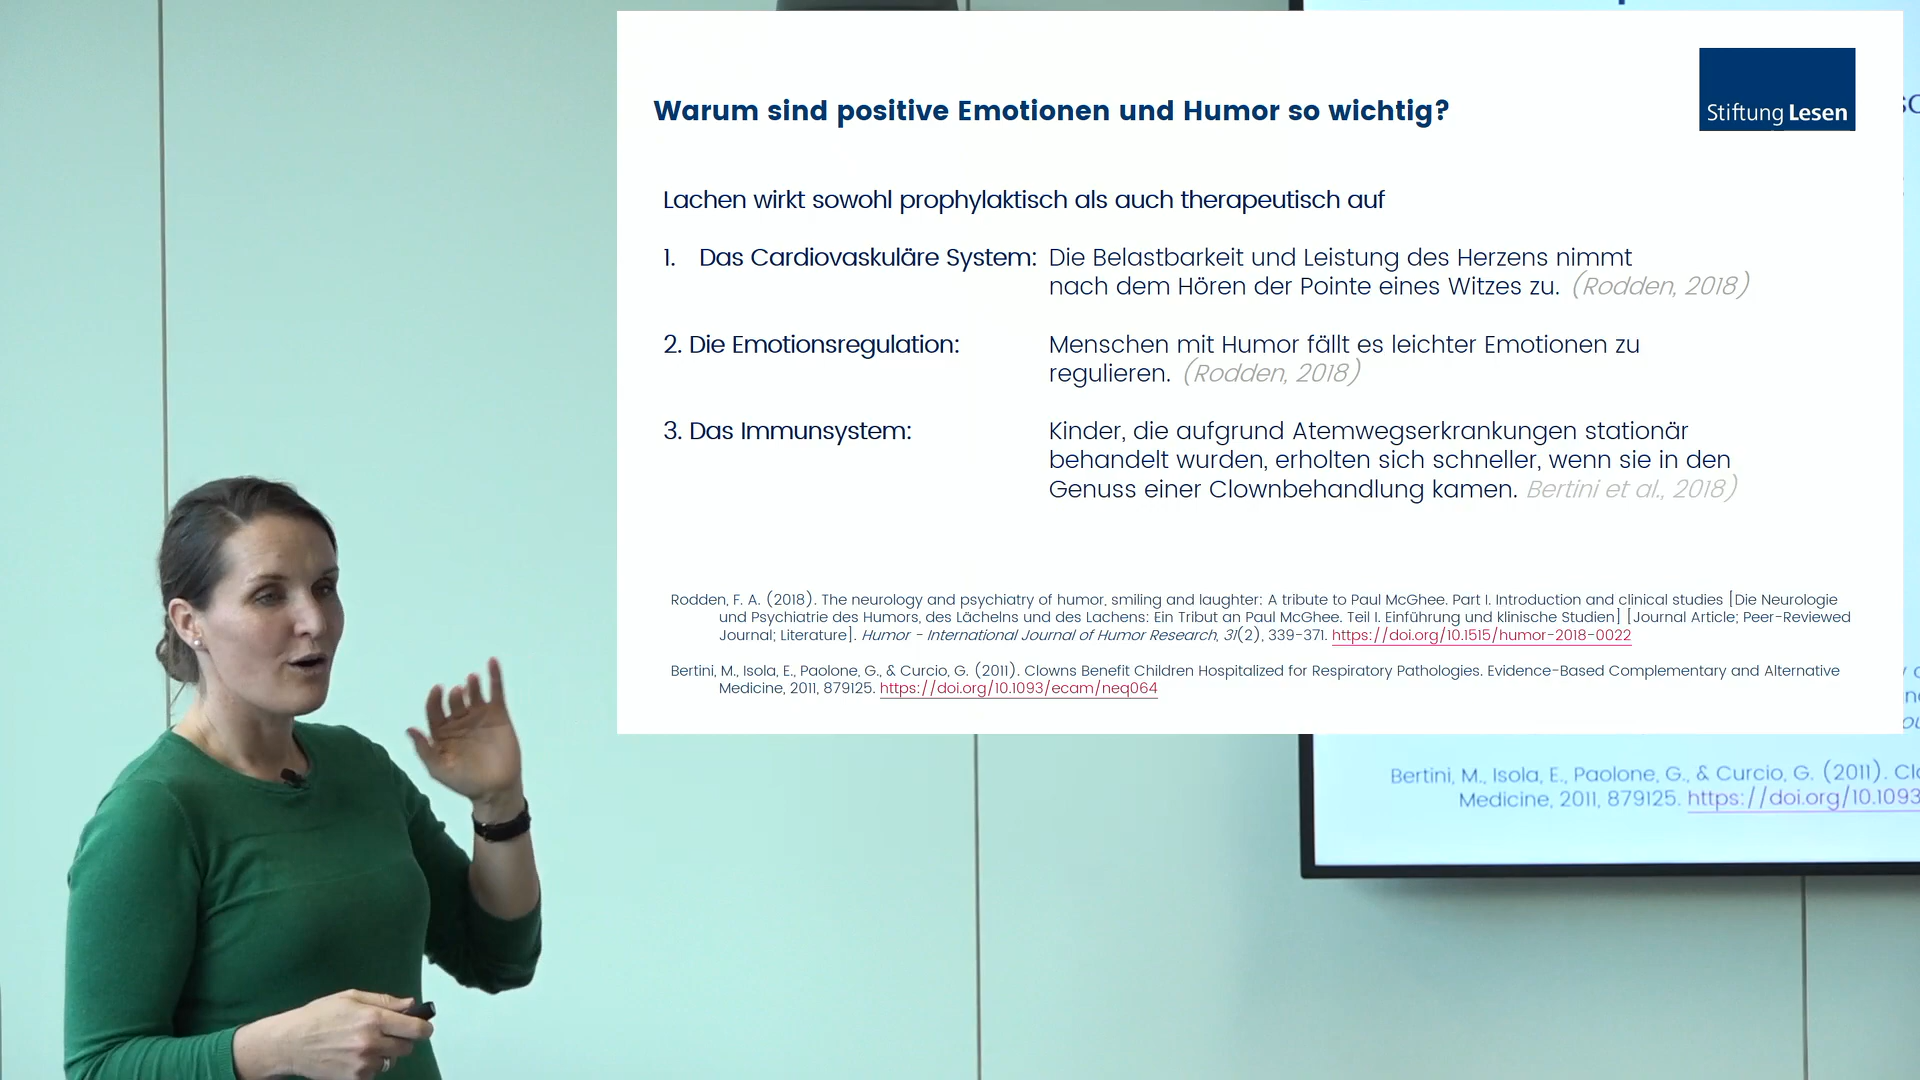 Warum sind positive Emotionen und Humor so wichtig?
Stiftung Lesen
Lachen wirkt sowohl prophylaktisch als auch therapeutisch auf
1. Das Cardiovaskuläre System: Die Belastbarkeit und Leistung des Herzens nimmt
nach dem Hören der Pointe eines Witzes zu. (Rodden, 2018)
2. Die Emotionsregulation: Menschen mit Humor fällt es leichter Emotionen zu
regulieren. (Rodden, 2018)
3. Das Immunsystem: Kinder, die aufgrund Atemwegserkrankungen stationär
behandelt wurden, erholten sich schneller, wenn sie in den
Genuss einer Clownbehandlung kamen. Bertini et al., 2018)
Rodden, F. A. (2018). The neurology and psychiatry of humor, smiling and laughter: A tribute to Paul McGhee. Part I. Introduction and clinical studies [Die Neurologie
und Psychiatrie des Humors, des Lächelns und des Lachens: Ein Tribut an Paul McGhee. Teil I. Einführung und klinische Studien] [Journal Article; Peer-Reviewed
Journal; Literature]. Humor - International Journal of Humor Research, 31(2), 339-371. https://doi.org/10.1515/humor-2018-0022
Bertini, M., Isola, E., Paolone, G., & Curcio, G. (2011). Clowns Benefit Children Hospitalized for Respiratory Pathologies. Evidence-Based Complementary and Alternative
Medicine, 2011, 879125. https://doi.org/10.1093/ecam/neq064
Bertini, M., Isola, E., Paolone, G., & Curcio, G. (2011).
Medicine, 2011, 879125. https://doi.org/10.1093